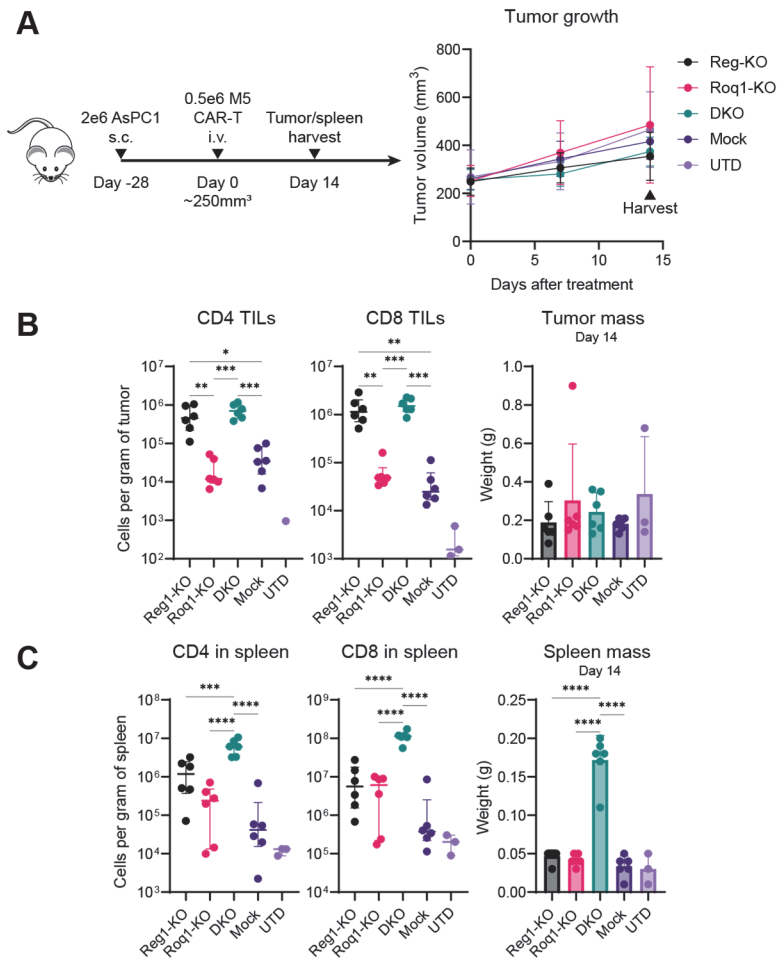 A
Tumor growth
2e6 AsPC1
s.c.
0.5e6 M5
CAR-T
i.v.
Tumor/spleen
harvest
Day -28
Day 0
~250mm³
Day 14
Tumor volume (mm³)
800
600
400
200
0
0
5
10
15
Days after treatment
Harvest
Reg-KO
Roq1-KO
DKO
Mock
UTD
B
CD4 TILs
Cells per gram of tumor
10⁷
10⁶
10⁵
10⁴
10³
10²
*
**
***
***
Reg1-KO
Roq1-KO
DKO
Mock
UTD
CD8 TILs
10⁷
10⁶
10⁵
10⁴
10³
**
***
**
***
Reg1-KO
Roq1-KO
DKO
Mock
UTD
Tumor mass
Day 14
Weight (g)
1.0
0.8
0.6
0.4
0.2
0.0
Reg1-KO
Roq1-KO
DKO
Mock
UTD
C
CD4 in spleen
Cells per gram of spleen
10⁸
10⁷
10⁶
10⁵
10⁴
10³
***
****
****
Reg1-KO
Roq1-KO
DKO
Mock
UTD
CD8 in spleen
10⁹
10⁸
10⁷
10⁶
10⁵
10⁴
****
****
****
Reg1-KO
Roq1-KO
DKO
Mock
UTD
Spleen mass
Day 14
Weight (g)
0.25
0.20
0.15
0.10
0.05
0.00
****
****
****
Reg1-KO
Roq1-KO
DKO
Mock
UTD